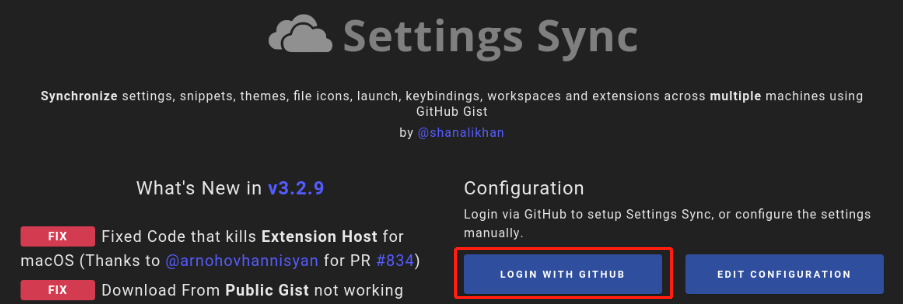 Settings Sync
Synchronize settings, snippets, themes, file icons, launch, keybindings, workspaces and extensions across multiple machines using
GitHub Gist
by @shanalikhan
What's New in v3.2.9
FIX Fixed Code that kills Extension Host for
macOS (Thanks to @arnohovhannisyan for PR #834)
FIX Download From Public Gist not working
Configuration
Login via GitHub to setup Settings Sync, or configure the settings
manually.
LOGIN WITH GITHUB
EDIT CONFIGURATION